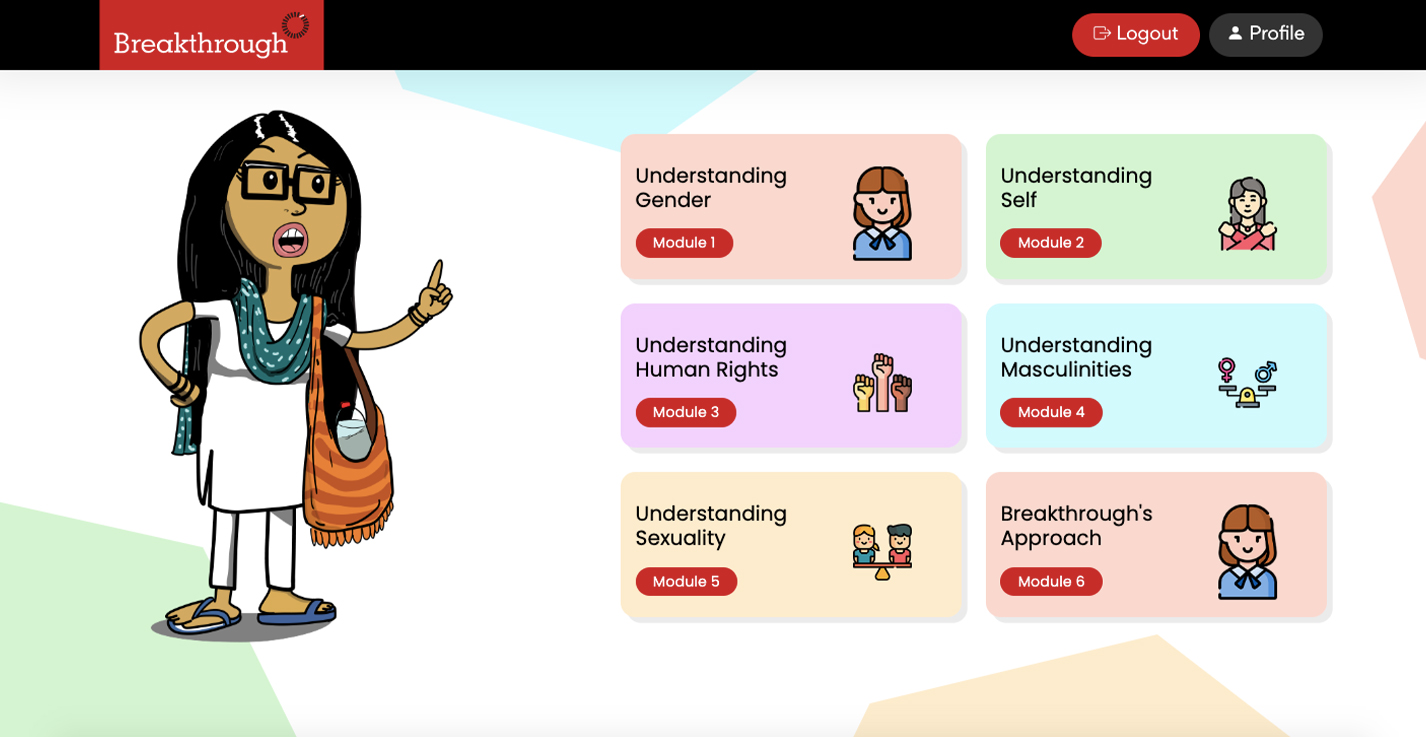 Breakthrough
Logout
Profile
Understanding
Gender
Module 1
Understanding
Self
Module 2
Understanding
Human Rights
Module 3
Understanding
Masculinities
Module 4
Understanding
Sexuality
Module 5
Breakthrough's
Approach
Module 6